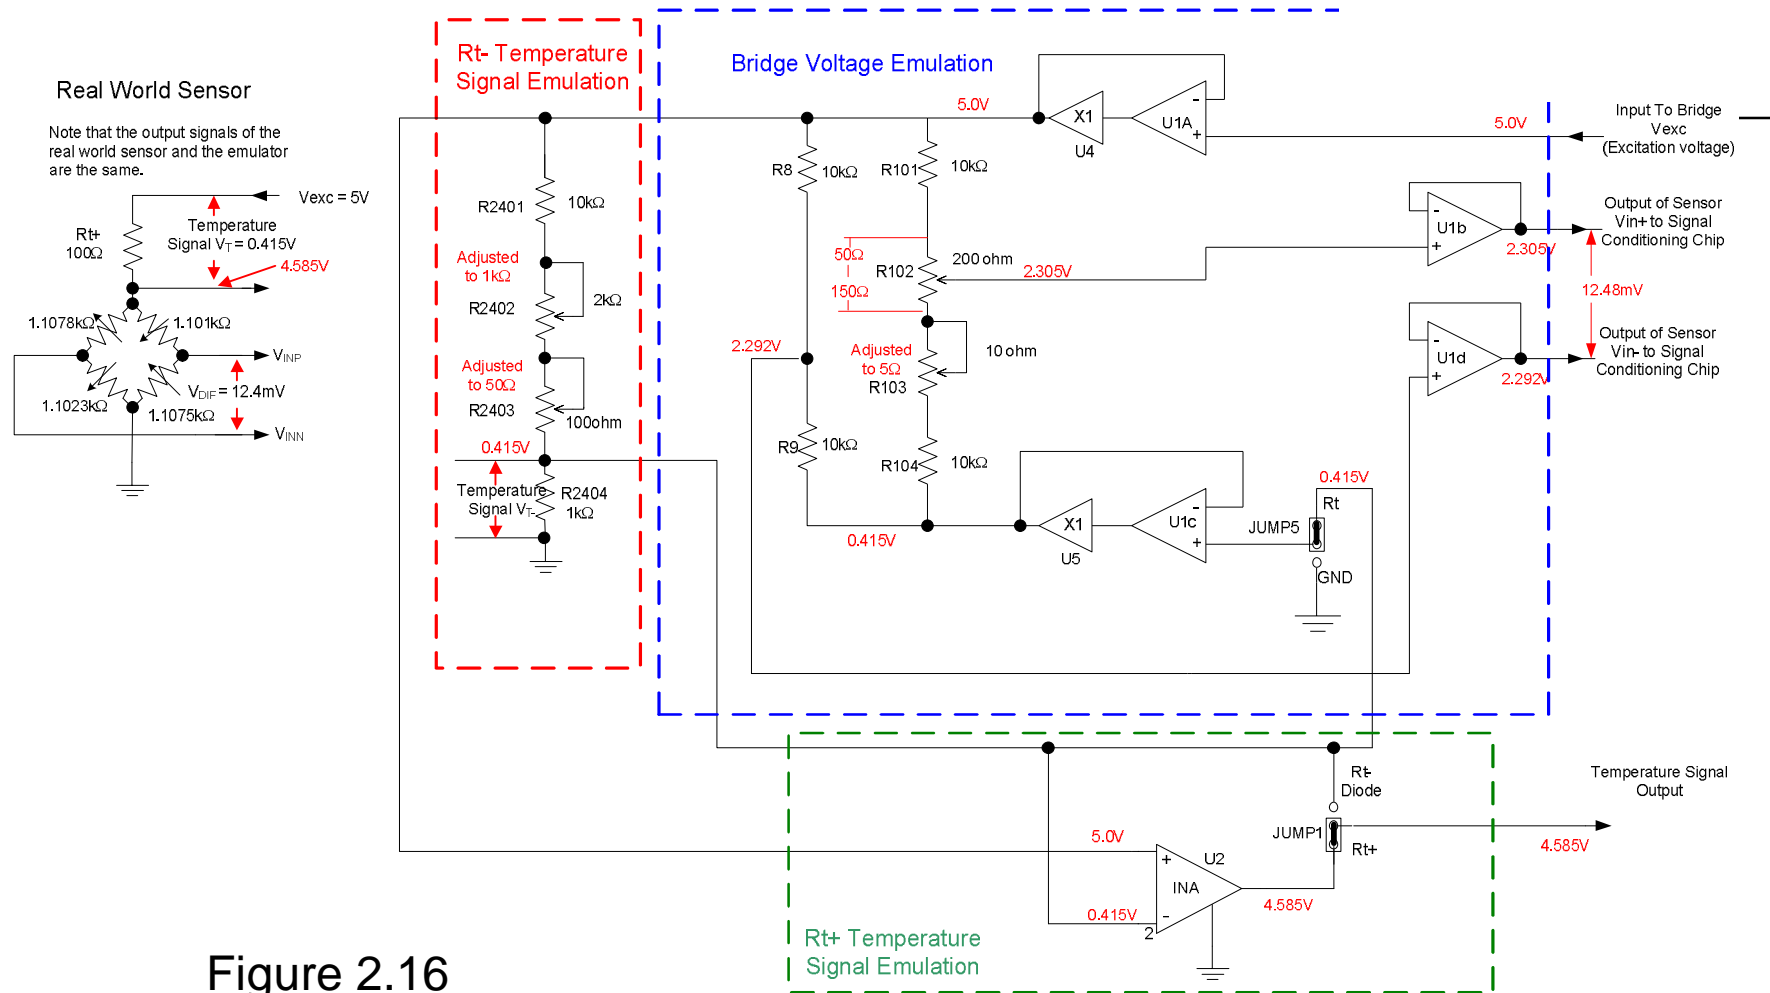 Real World Sensor
Note that the output signals of the
real world sensor and the emulator
are the same.
Vexc = 5V
Rt+
100Ω
Temperature
Signal VT = 0.415V
4.585V
1.1078kΩ
1.101kΩ
VINP
VDIF = 12.4mV
1.1023kΩ
1.1075kΩ
VINN
Rt- Temperature
Signal Emulation
R2401
10kΩ
Adjusted
to 1kΩ
R2402
2kΩ
Adjusted
to 50Ω
R2403
100ohm
0.415V
Temperature
Signal VT-
R2404
1kΩ
Bridge Voltage Emulation
5.0V
X1
U4
-
U1A
+
5.0V
Input To Bridge
Vexc
(Excitation voltage)
R8
10kΩ
R101
10kΩ
50Ω
R102
150Ω
200 ohm
2.305V
-
U1b
+
2.305V
Output of Sensor
Vin+ to Signal
Conditioning Chip
12.48mV
2.292V
Adjusted
to 5Ω
R103
10 ohm
-
U1d
+
2.292V
Output of Sensor
Vin- to Signal
Conditioning Chip
R9
10kΩ
R104
10kΩ
0.415V
X1
U5
-
U1c
+
0.415V
Rt
JUMP5
GND
Rt-
Diode
JUMP1
Rt+
Temperature Signal
Output
4.585V
5.0V
+
U2
INA
0.415V
-
2
4.585V
Rt+ Temperature
Signal Emulation
Figure 2.16